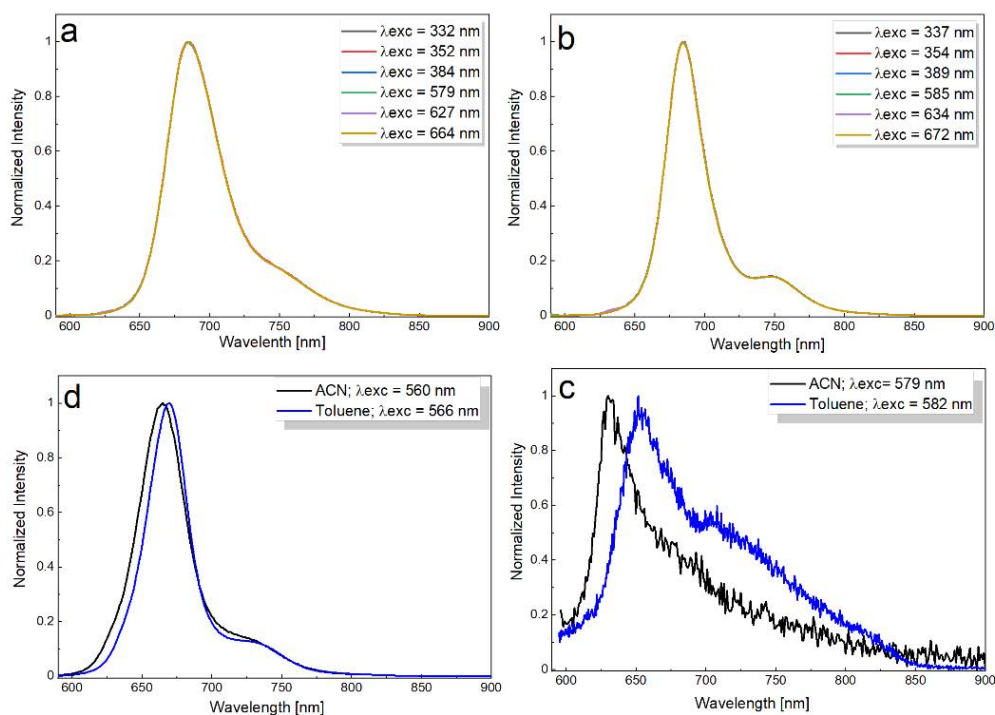 a
λexc = 332 nm
λexc = 352 nm
λexc = 384 nm
λexc = 579 nm
λexc = 627 nm
λexc = 664 nm
Normalized Intensity
1
0.8
0.6
0.4
0.2
0
600 650 700 750 800 850 900
Wavelenth [nm]
b
λexc = 337 nm
λexc = 354 nm
λexc = 389 nm
λexc = 585 nm
λexc = 634 nm
λexc = 672 nm
Normalized Intensity
1
0.8
0.6
0.4
0.2
0
600 650 700 750 800 850 900
Wavelength [nm]
d
ACN; λexc = 560 nm
Toluene; λexc = 566 nm
Normalized Intensity
1
0.8
0.6
0.4
0.2
0
600 650 700 750 800 850 900
Wavelength [nm]
c
ACN; λexc= 579 nm
Toluene; λexc = 582 nm
Normalized Intensity
1
0.8
0.6
0.4
0.2
0
600 650 700 750 800 850 900
Wavelength [nm]